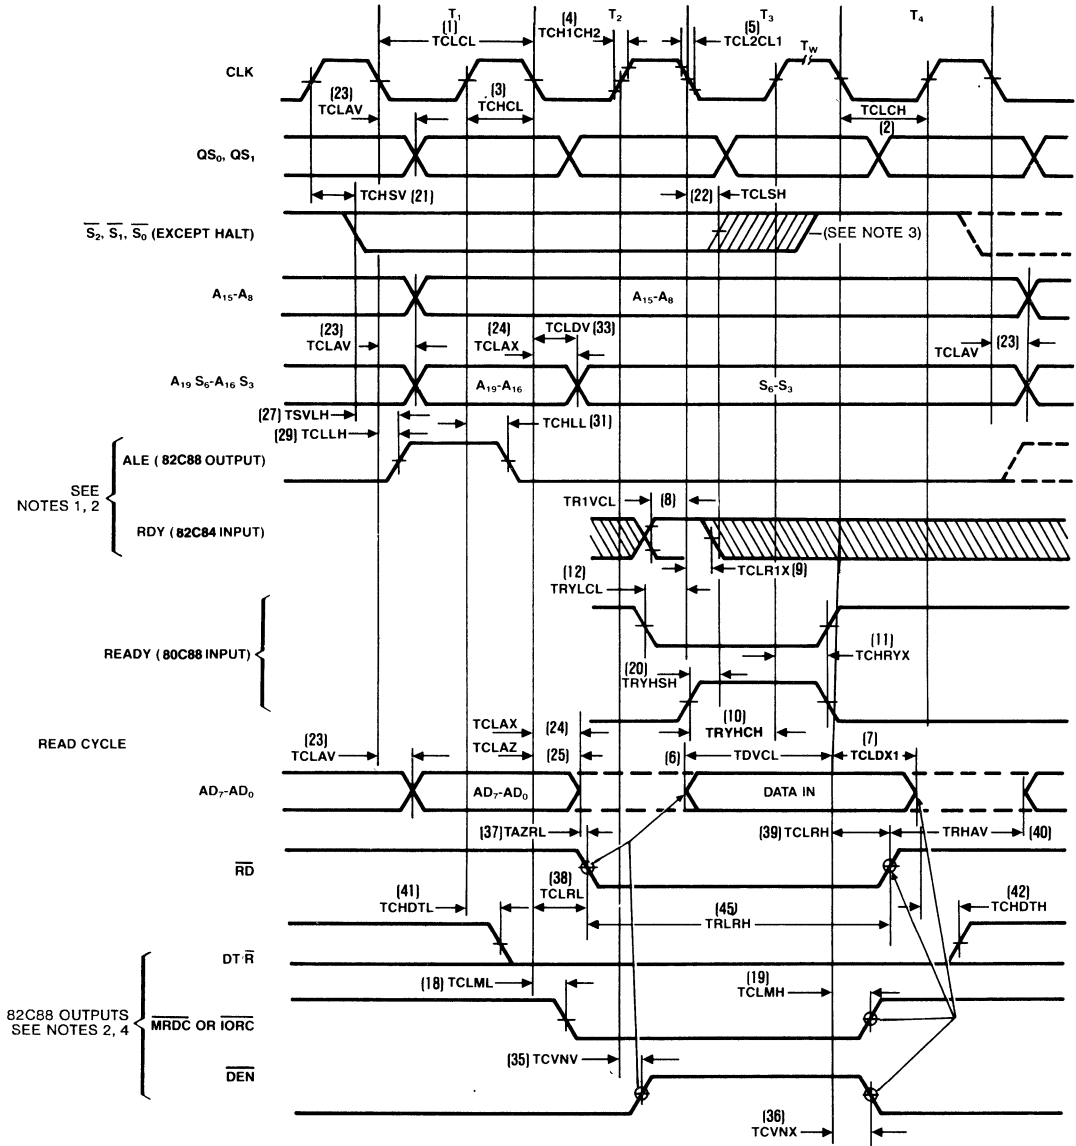 T1
T2
T3
T4
(1)
TCLCL
(4)
TCH1CH2
(5)
TCL2CL1
TW
CLK
(23)
TCLAV
(3)
TCHCL
TCLCH
(2)
QS0, QS1
TCHSV (21)
(22)
TCLSH
S2, S1, S0 (EXCEPT HALT)
(SEE NOTE 3)
A15-A8
A15-A8
(23)
TCLAV
(24)
TCLAX
TCLDV (33)
TCLAV
(23)
A19 S6-A16 S3
A19-A16
S6-S3
(27) TSVLH
(29) TCLLH
TCHLL (31)
ALE (82C88 OUTPUT)
SEE
NOTES 1, 2
TR1VCL
(8)
RDY (82C84 INPUT)
TCLR1X (9)
(12)
TRYLCL
READY (80C88 INPUT)
(11)
TCHRYX
(20)
TRYHSH
(10)
TRYHCH
READ CYCLE
(23)
TCLAV
TCLAX
(24)
TCLAZ
(25)
(6)
TDVCL
(7)
TCLDX1
AD7-AD0
AD7-AD0
DATA IN
(37) TAZRL
(39) TCLRH
TRHAV
(40)
RD
(41)
TCHDTL
(38)
TCLRL
(45)
TRLRH
(42)
TCHDTH
DT R
(18) TCLML
(19)
TCLMH
82C88 OUTPUTS
SEE NOTES 2, 4
MRDC OR IORC
(35) TCVNV
DEN
(36)
TCVNX